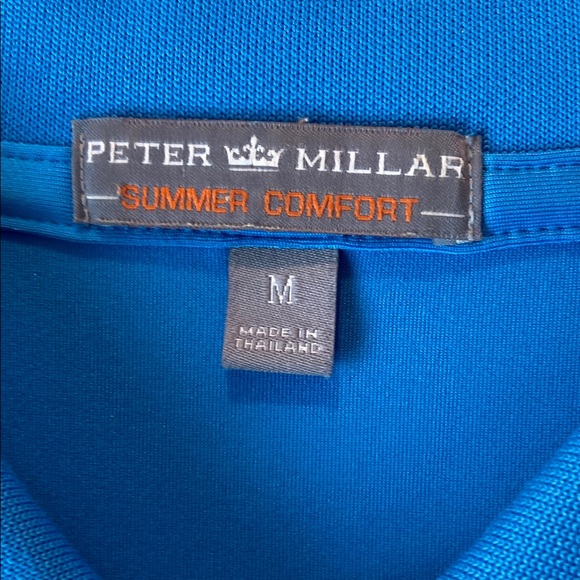 PETER MILLAR
SUMMER COMFORT
M
MADE IN
THAILAND